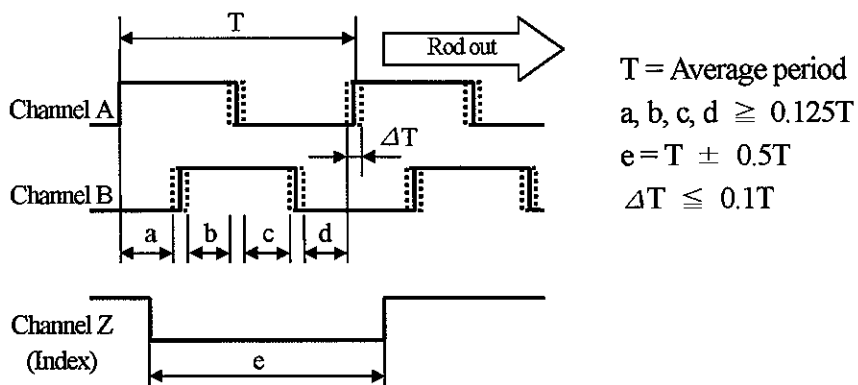 T
Rod out
T = Average period
Channel A
a, b, c, d ≧ 0.125T
ΔT
e = T ± 0.5T
Channel B
ΔT ≦ 0.1T
a b c d
Channel Z
(Index)
e